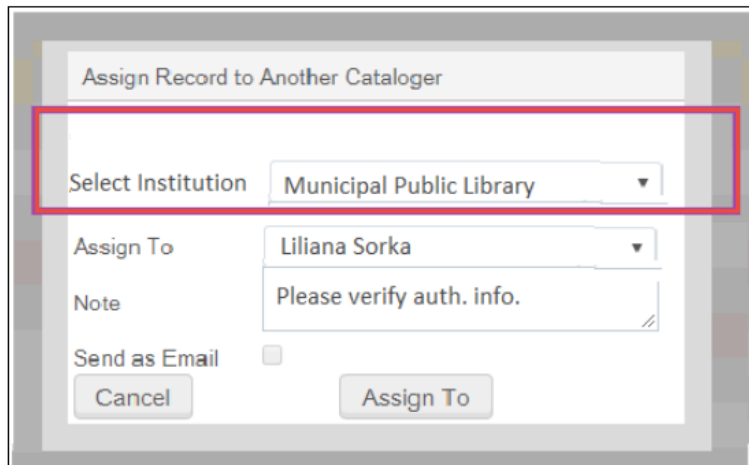 Assign Record to Another Cataloger
Select Institution Municipal Public Library
Assign To Liliana Sorka
Note Please verify auth. info.
Send as Email
Cancel Assign To